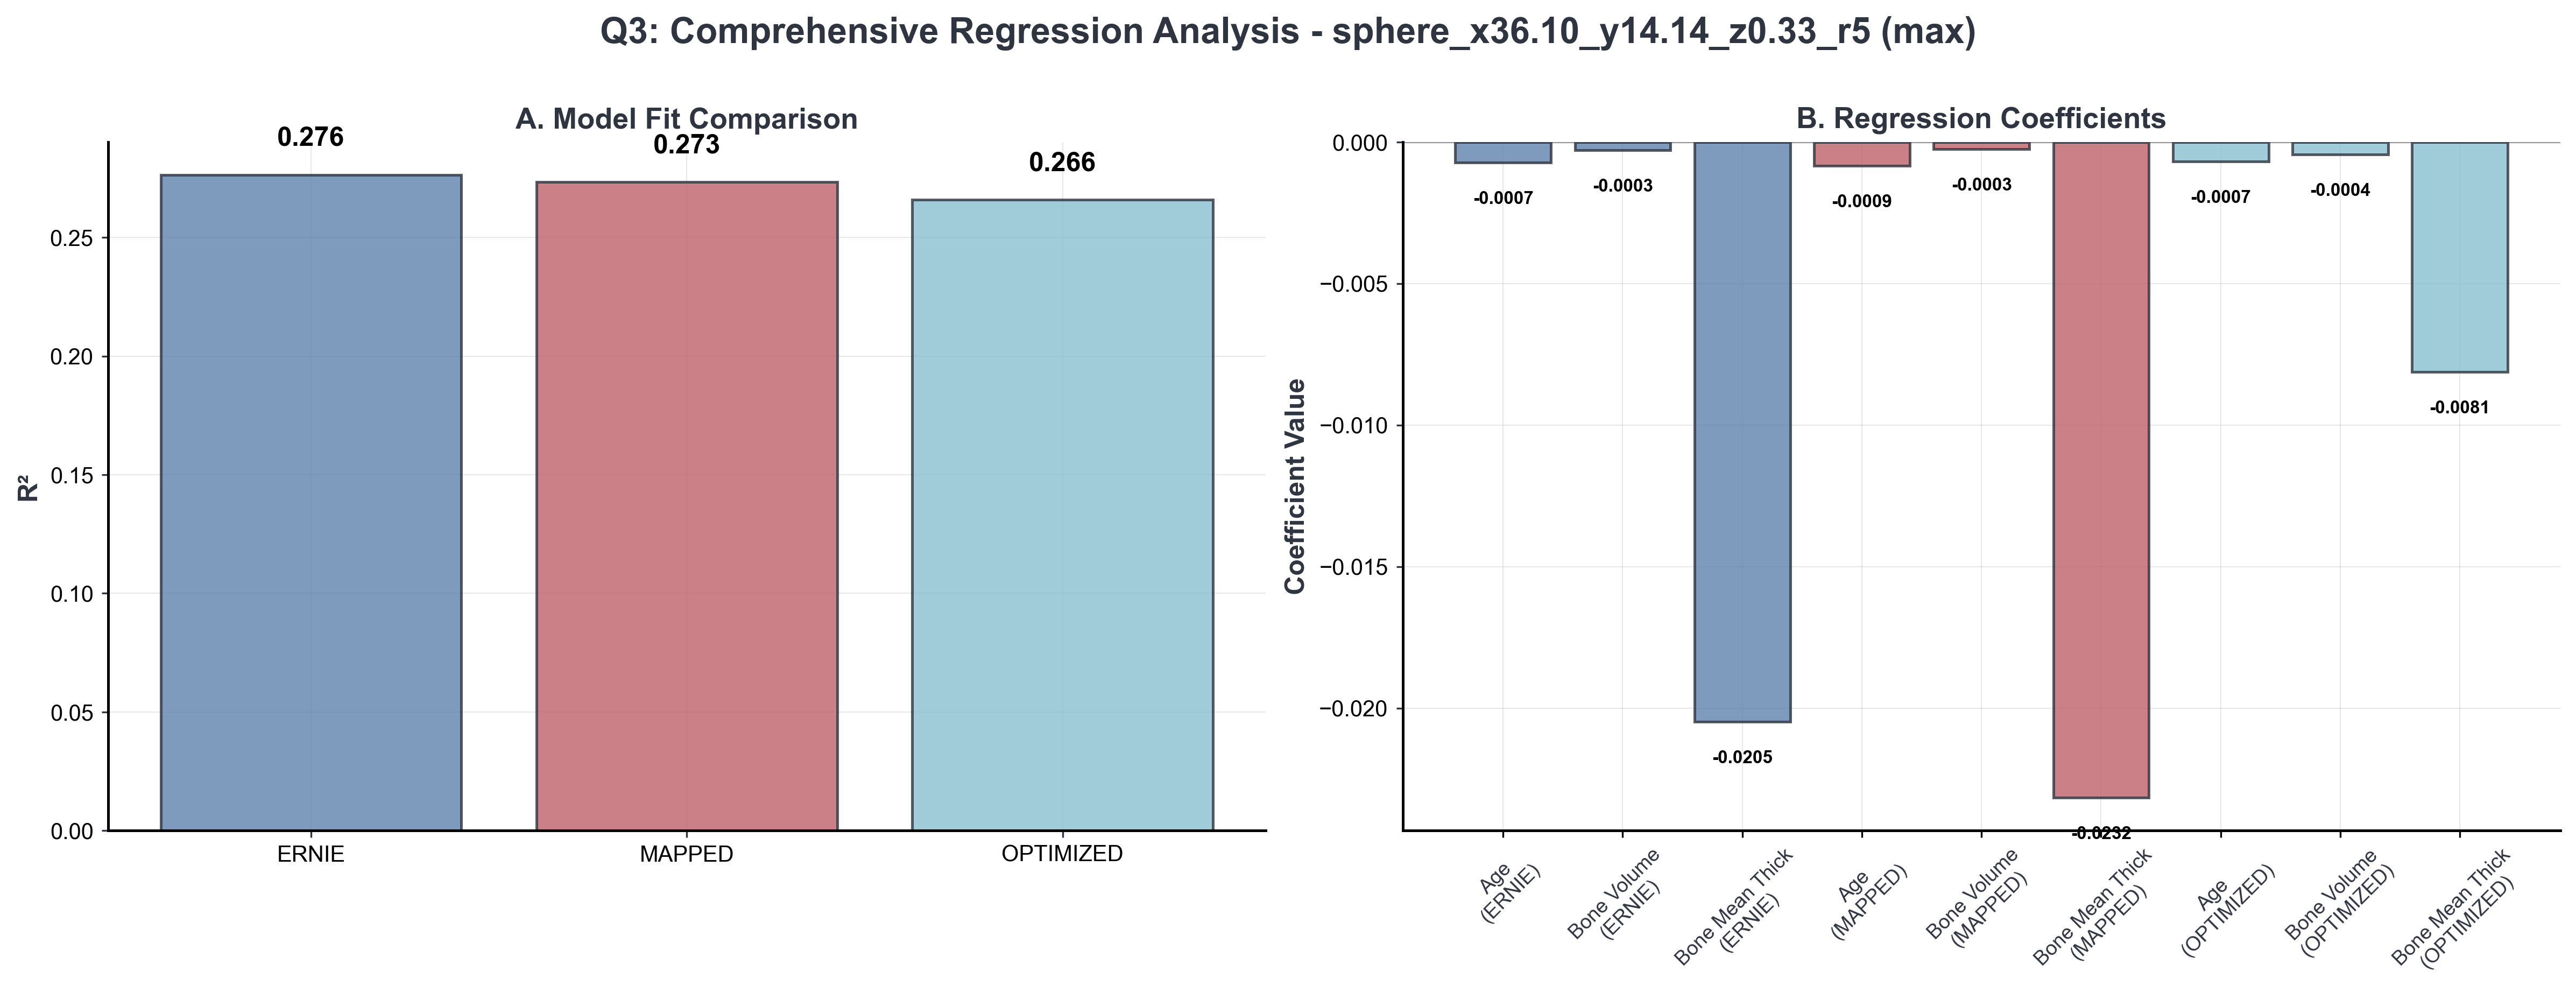 Q3: Comprehensive Regression Analysis - sphere_x36.10_y14.14_z0.33_r5 (max)
A. Model Fit Comparison
0.276
0.273
0.266
R²
0.25
0.20
0.15
0.10
0.05
0.00
ERNIE
MAPPED
OPTIMIZED
B. Regression Coefficients
Coefficient Value
0.000
−0.005
−0.010
−0.015
−0.020
-0.0007
-0.0003
-0.0205
-0.0009
-0.0003
-0.0232
-0.0007
-0.0004
-0.0081
Age
(ERNIE)
Bone Volume
(ERNIE)
Bone Mean Thick
(ERNIE)
Age
(MAPPED)
Bone Volume
(MAPPED)
Bone Mean Thick
(MAPPED)
Age
(OPTIMIZED)
Bone Volume
(OPTIMIZED)
Bone Mean Thick
(OPTIMIZED)